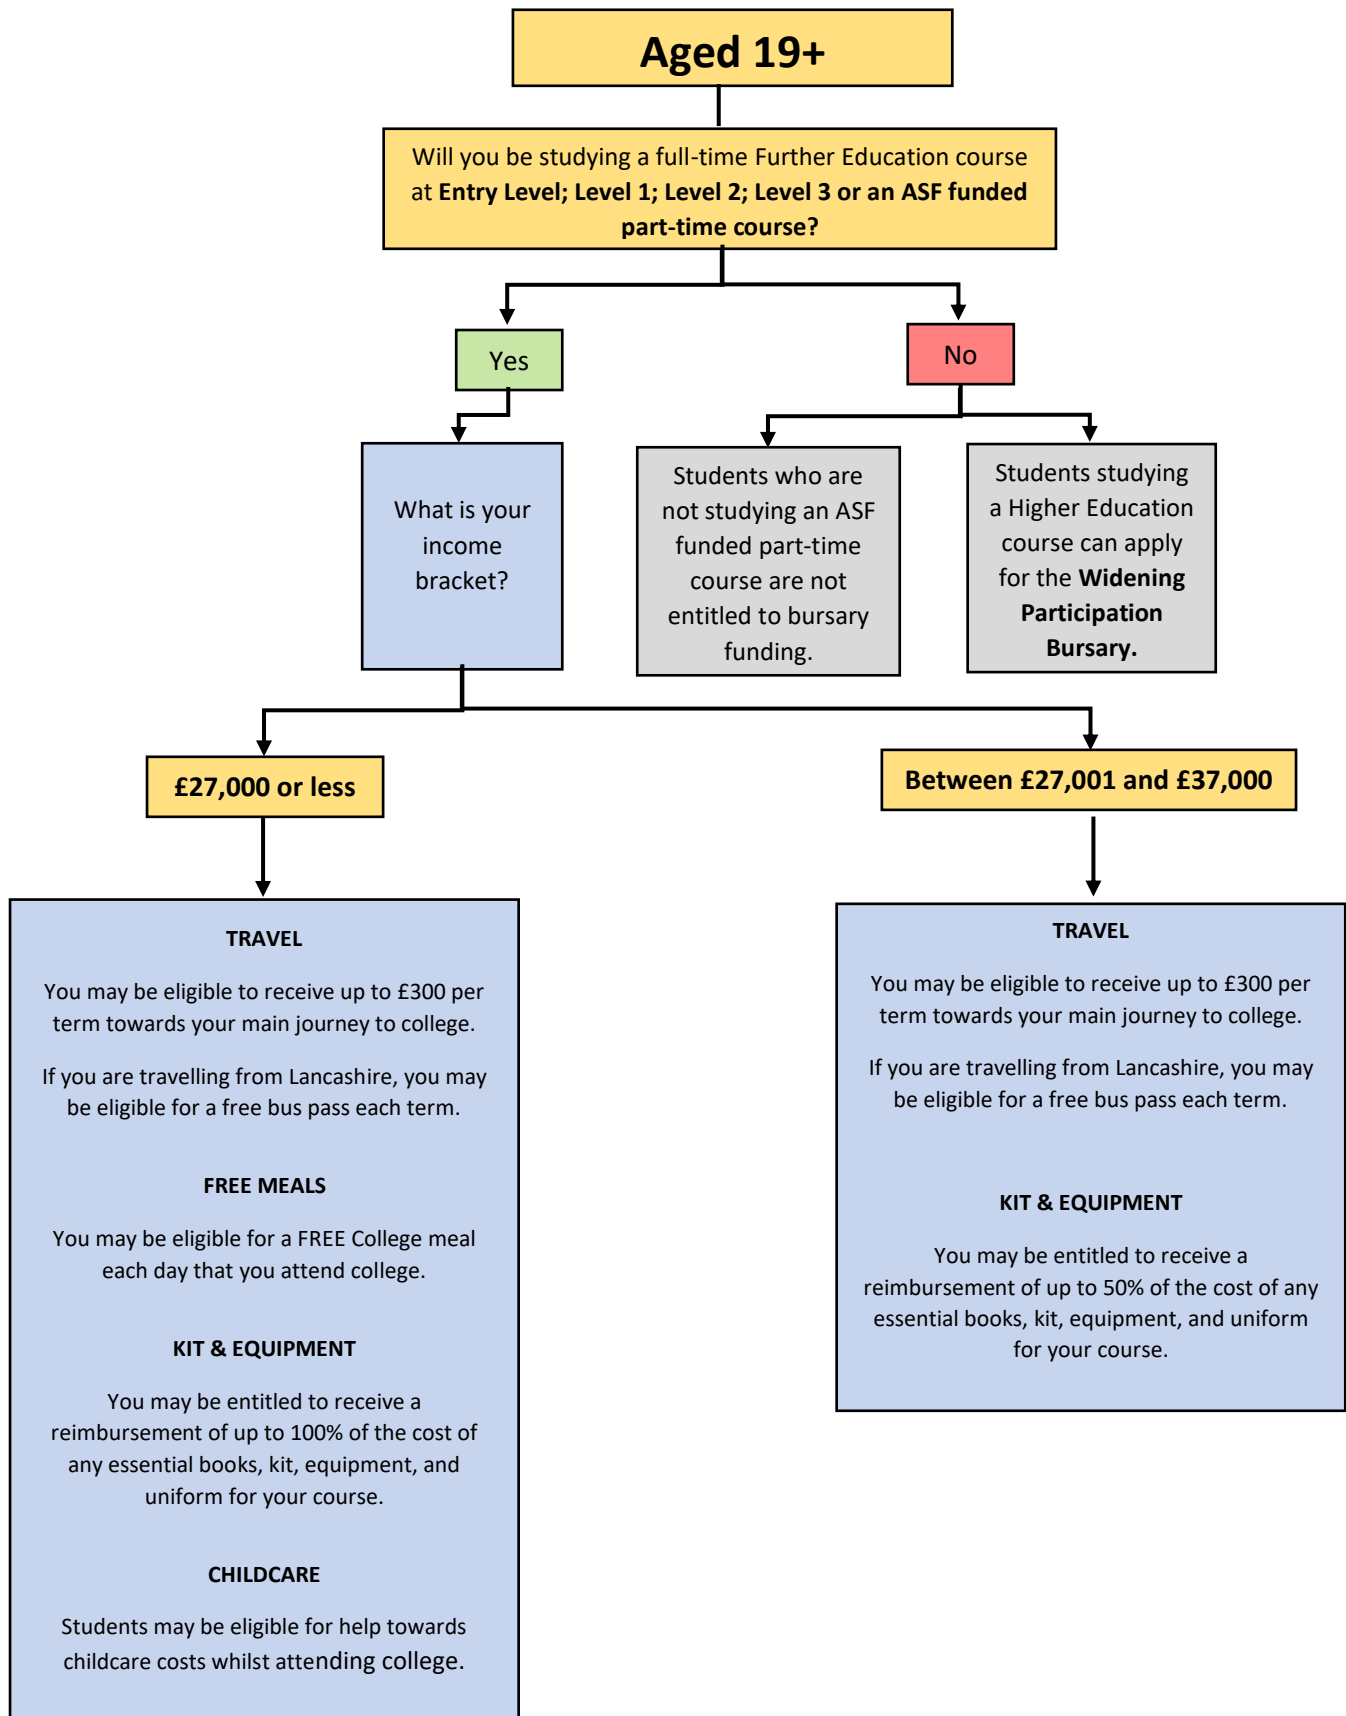 Aged 19+
Will you be studying a full-time Further Education course
at Entry Level; Level 1; Level 2; Level 3 or an ASF funded
part-time course?
Yes
No
What is your
income
bracket?
Students who are
not studying an ASF
funded part-time
course are not
entitled to bursary
funding.
Students studying
a Higher Education
course can apply
for the Widening
Participation
Bursary.
£27,000 or less
Between £27,001 and £37,000
TRAVEL
You may be eligible to receive up to £300 per
term towards your main journey to college.
If you are travelling from Lancashire, you may
be eligible for a free bus pass each term.
FREE MEALS
You may be eligible for a FREE College meal
each day that you attend college.
KIT & EQUIPMENT
You may be entitled to receive a
reimbursement of up to 100% of the cost of
any essential books, kit, equipment, and
uniform for your course.
CHILDCARE
Students may be eligible for help towards
childcare costs whilst attending college.
TRAVEL
You may be eligible to receive up to £300 per
term towards your main journey to college.
If you are travelling from Lancashire, you may
be eligible for a free bus pass each term.
KIT & EQUIPMENT
You may be entitled to receive a
reimbursement of up to 50% of the cost of any
essential books, kit, equipment, and uniform
for your course.